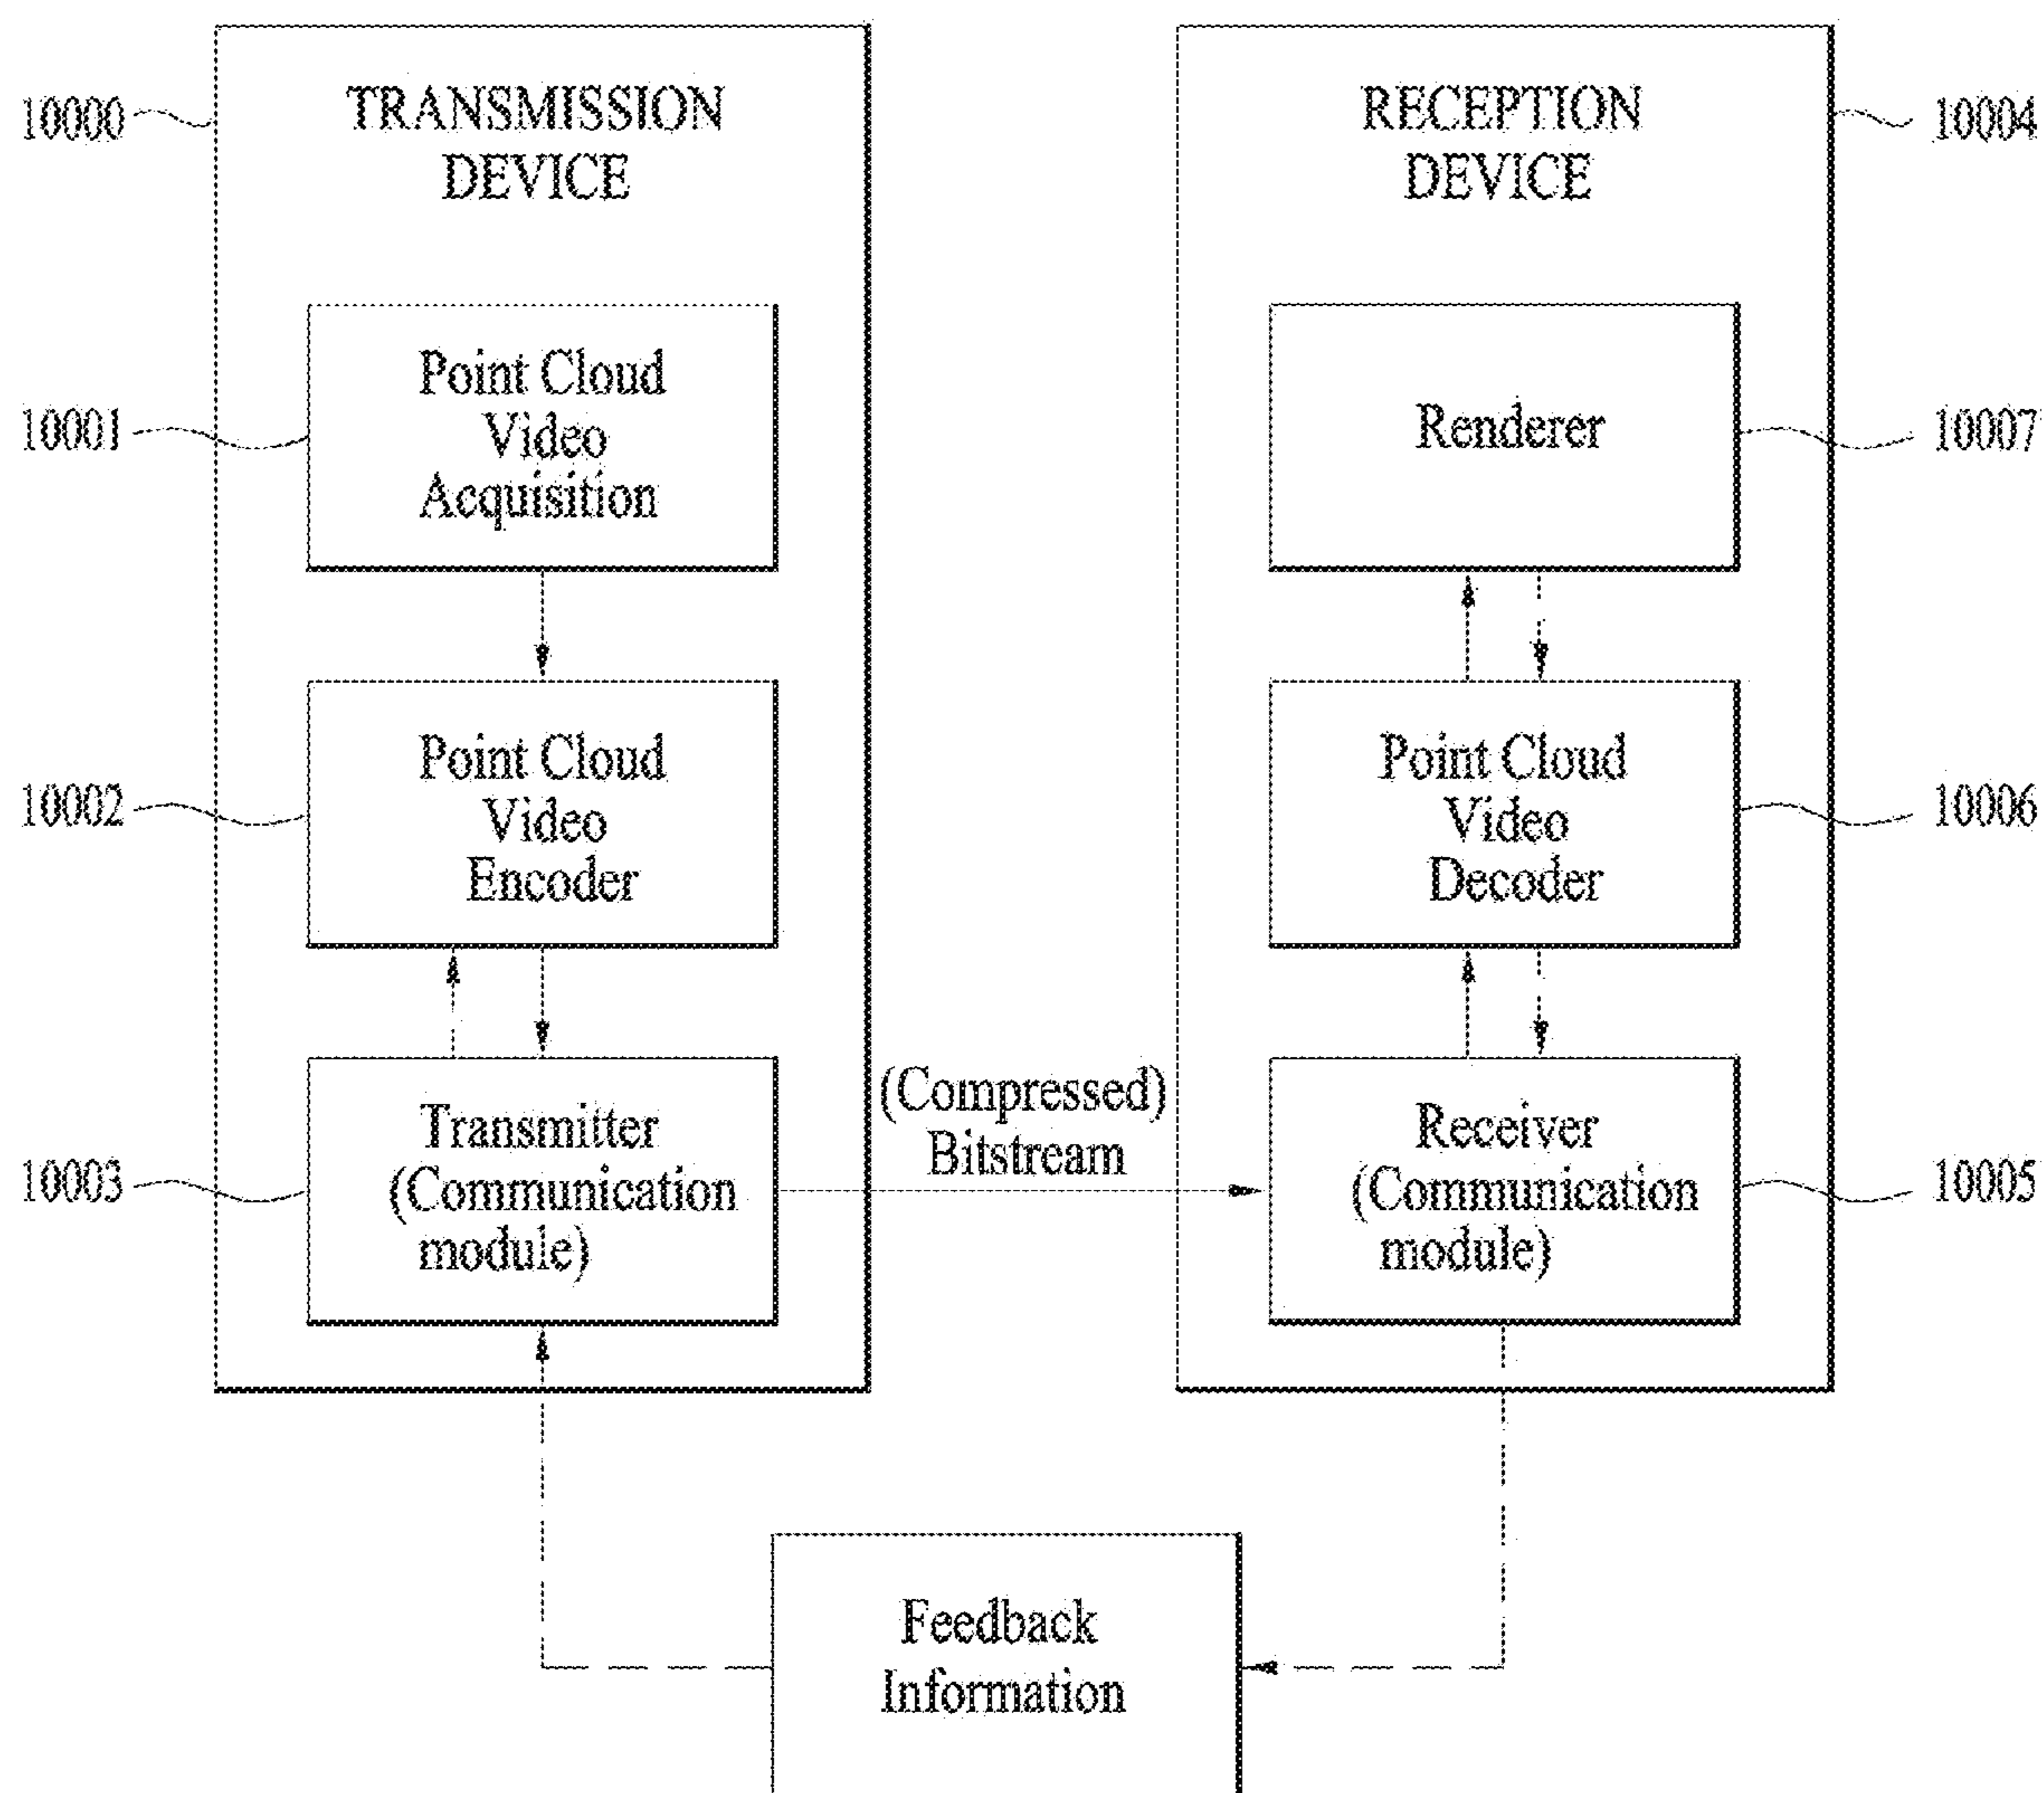 TRANSMISSION
DEVICE
10000
Point Cloud
Video
Acquisition
10001
Point Cloud
Video
Encoder
10002
Transmitter
(Communication
module)
10003
(Compressed)
Bitstream
RECEPTION
DEVICE
10004
Renderer
10007
Point Cloud
Video
Decoder
10006
Receiver
(Communication
module)
10005
Feedback
Information